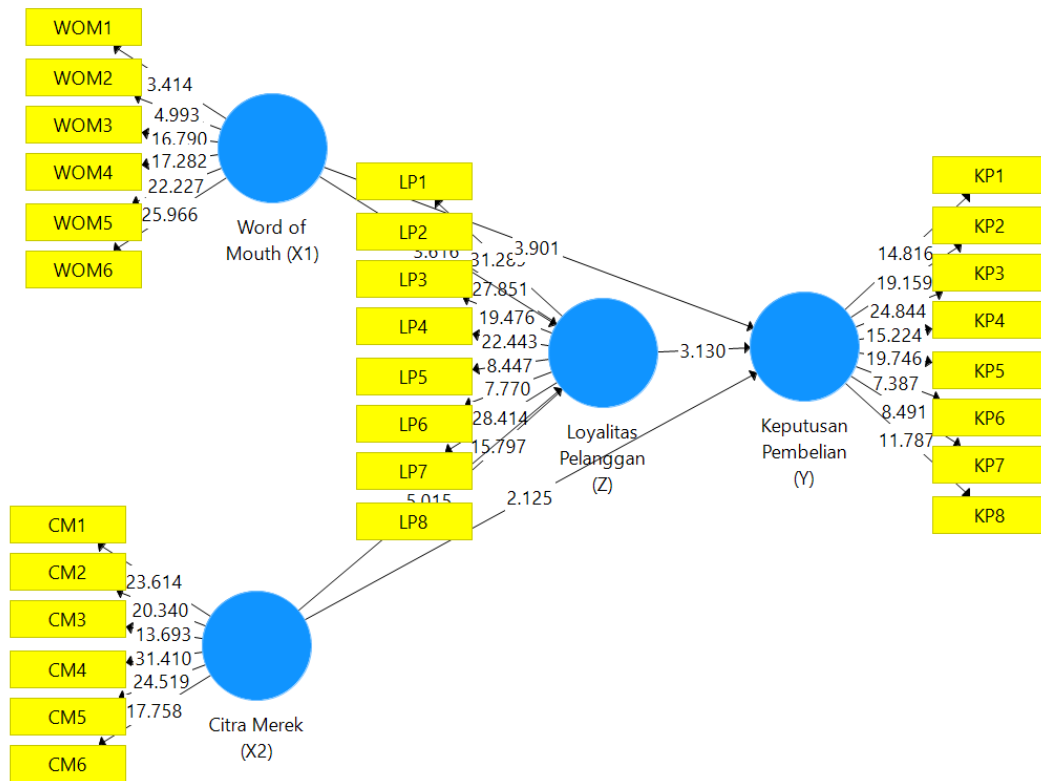 WOM1
WOM2
WOM3
WOM4
WOM5
WOM6
3.414
4.993
16.790
17.282
22.227
25.966
Word of
Mouth (X1)
LP1
LP2
LP3
LP4
LP5
LP6
LP7
LP8
3.616
3.901
27.851
19.476
22.443
8.447
7.770
28.414
15.797
5.015
2.125
3.130
Loyalitas
Pelanggan
(Z)
Keputusan
Pembelian
(Y)
14.816
19.159
24.844
15.224
19.746
7.387
8.491
11.787
KP1
KP2
KP3
KP4
KP5
KP6
KP7
KP8
CM1
CM2
CM3
CM4
CM5
CM6
23.614
20.340
13.693
31.410
24.519
17.758
Citra Merek
(X2)